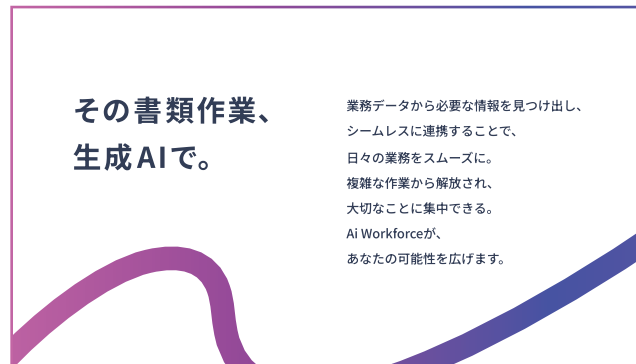 その書類作業、
生成AIで。
業務データから必要な情報を見つけ出し、
シームレスに連携することで、
日々の業務をスムーズに。
複雑な作業から解放され、
大切なことに集中できる。
Ai Workforceが、
あなたの可能性を広げます。